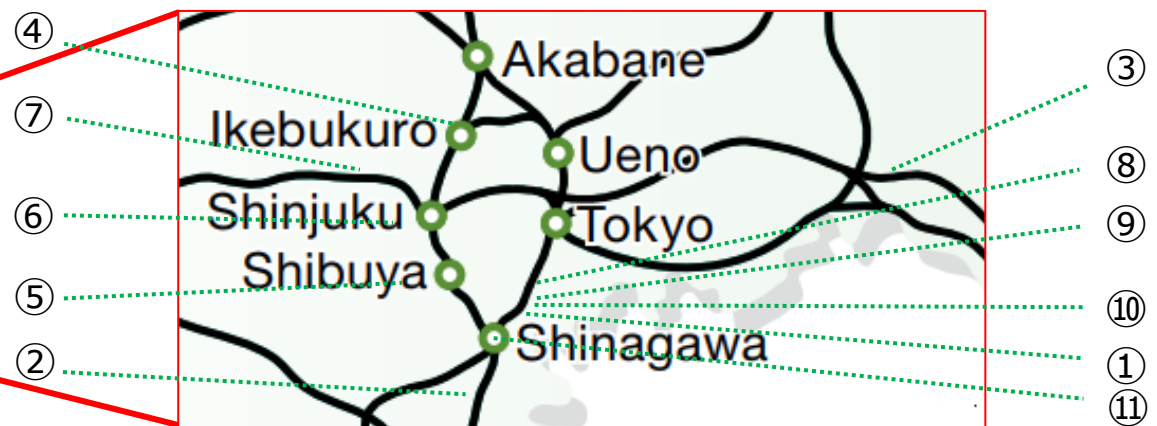 ④
Akabane
③
⑦
Ikebukuro
Ueno
⑧
⑥
Shinjuku
Tokyo
⑨
⑤
Shibuya
⑩
②
Shinagawa
①
⑪